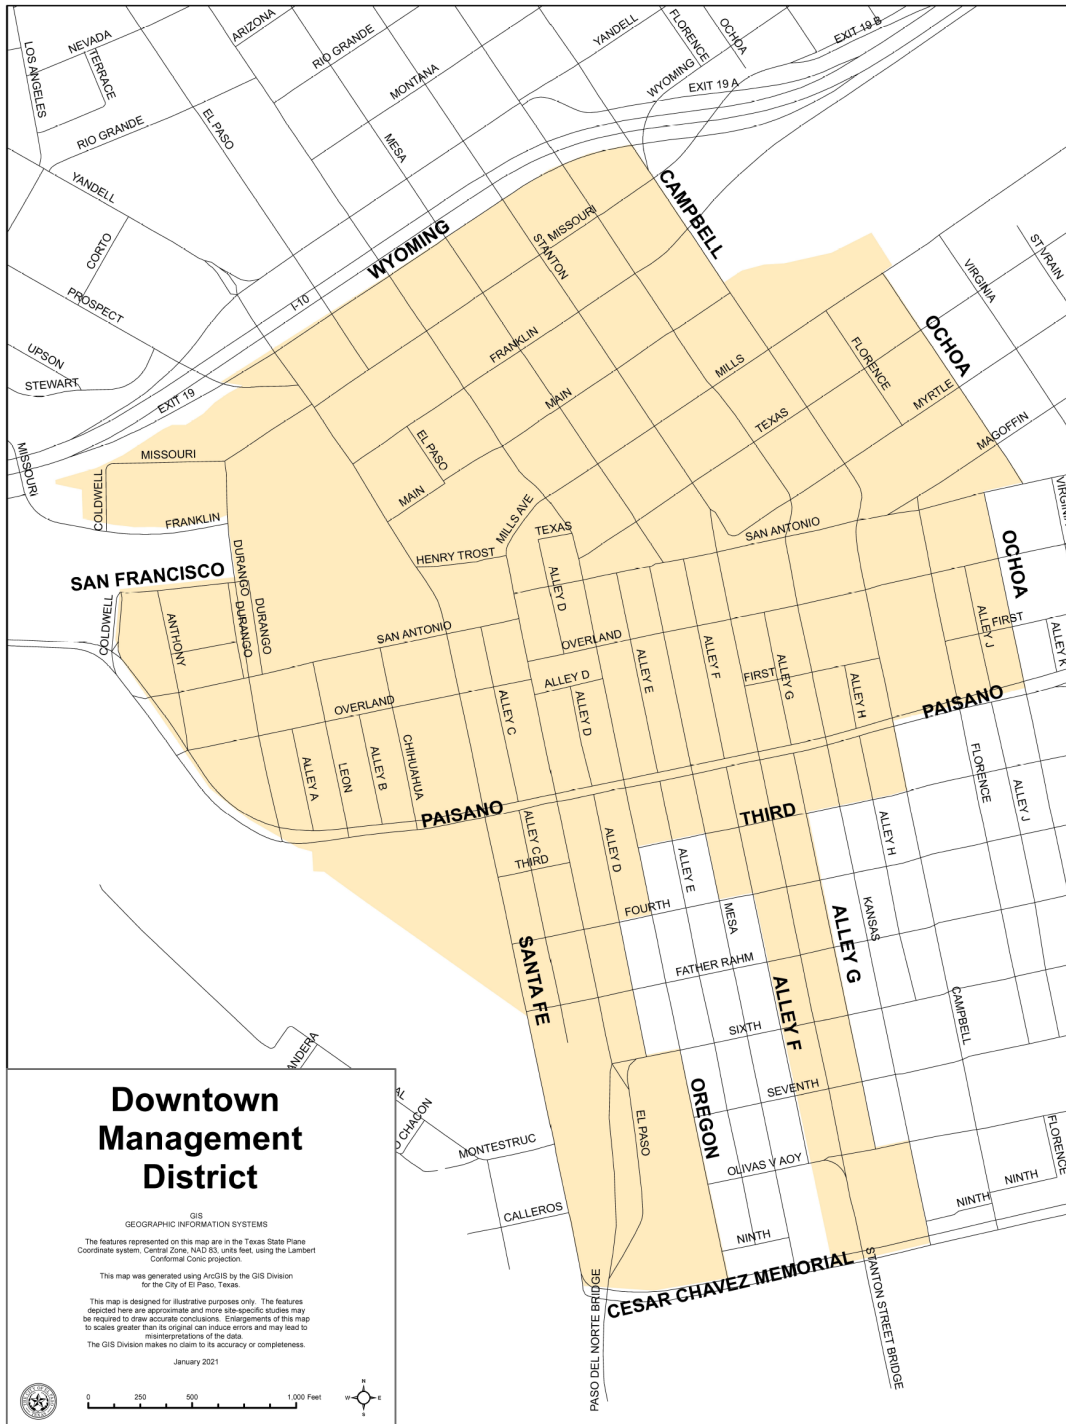 LOS ANGELES
NEVADA
TERRACE
ARIZONA
RIO GRANDE
RIO GRANDE
EL PASO
MONTANA
MESA
YANDELL
FLORENCE
OCHOA
WYOMING
EXIT 19 A
EXIT 19 B
YANDELL
CORTO
PROSPECT
UPSON
STEWART
I-10
EXIT 19
WYOMING
MISSOURI
STANTON
CAMPBELL
FRANKLIN
MAIN
MILLS
TEXAS
FLORENCE
OCHOA
VIRGINIA
ST VRAIN
MYRTLE
MAGOFFIN
MISSOURI
MISSOURI
COLDWELL
FRANKLIN
EL PASO
MAIN
MILLS AVE
HENRY TROST
TEXAS
SAN ANTONIO
VIRGINIA
SAN FRANCISCO
DURANGO
DURANGO
DURANGO
COLDWELL
ANTHONY
SAN ANTONIO
ALLEY D
OVERLAND
ALLEY E
ALLEY F
FIRST
ALLEY G
ALLEY H
OCHOA
ALLEY J
FIRST
ALLEY K
OVERLAND
ALLEY C
ALLEY D
ALLEY D
PAISANO
ALLEY A
LEON
ALLEY B
CHIHUAHUA
PAISANO
THIRD
FLORENCE
ALLEY J
ALLEY C
THIRD
ALLEY D
ALLEY E
ALLEY H
FOURTH
MESA
KANSAS
ALLEY G
SANTA FE
FATHER RAHM
ALLEY F
SIXTH
CAMPBELL
SEVENTH
OREGON
EL PASO
OLIVAS V AOY
NINTH
NINTH
NINTH
FLORENCE
ANDERA
AL
O CHACON
MONTESTRUC
CALLEROS
CESAR CHAVEZ MEMORIAL
PASO DEL NORTE BRIDGE
STANTON STREET BRIDGE
Downtown
Management
District
GIS
GEOGRAPHIC INFORMATION SYSTEMS
The features represented on this map are in the Texas State Plane
Coordinate system, Central Zone, NAD 83, units feet, using the Lambert
Conformal Conic projection.
This map was generated using ArcGIS by the GIS Division
for the City of El Paso, Texas.
This map is designed for illustrative purposes only. The features
depicted here are approximate and more site-specific studies may
be required to draw accurate conclusions. Enlargements of this map
to scales greater than its original can induce errors and may lead to
misinterpretations of the data.
The GIS Division makes no claim to its accuracy or completeness.
January 2021
0 250 500 1,000 Feet
N
W E
S